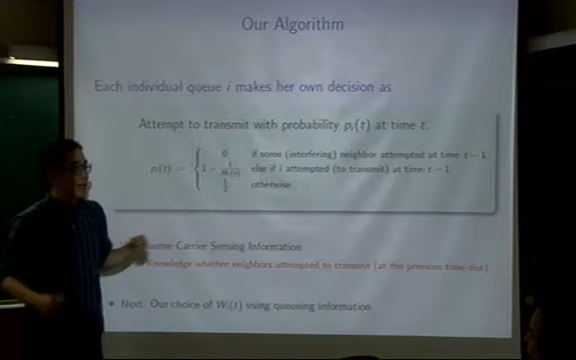 Our Algorithm
Each individual queue i makes her own decision as
Attempt to transmit with probability pᵢ(t) at time t.
pᵢ(t) = { 0 if some (interfering) neighbor attempted at time t − 1
1 − 1/Wᵢ(t) else if i attempted (to transmit) at time t − 1
1/2 otherwise
Carrier Sensing Information
Knowledge whether neighbors attempted to transmit (at the previous time-slot)
• Next: Our choice of Wᵢ(t) using queueing information